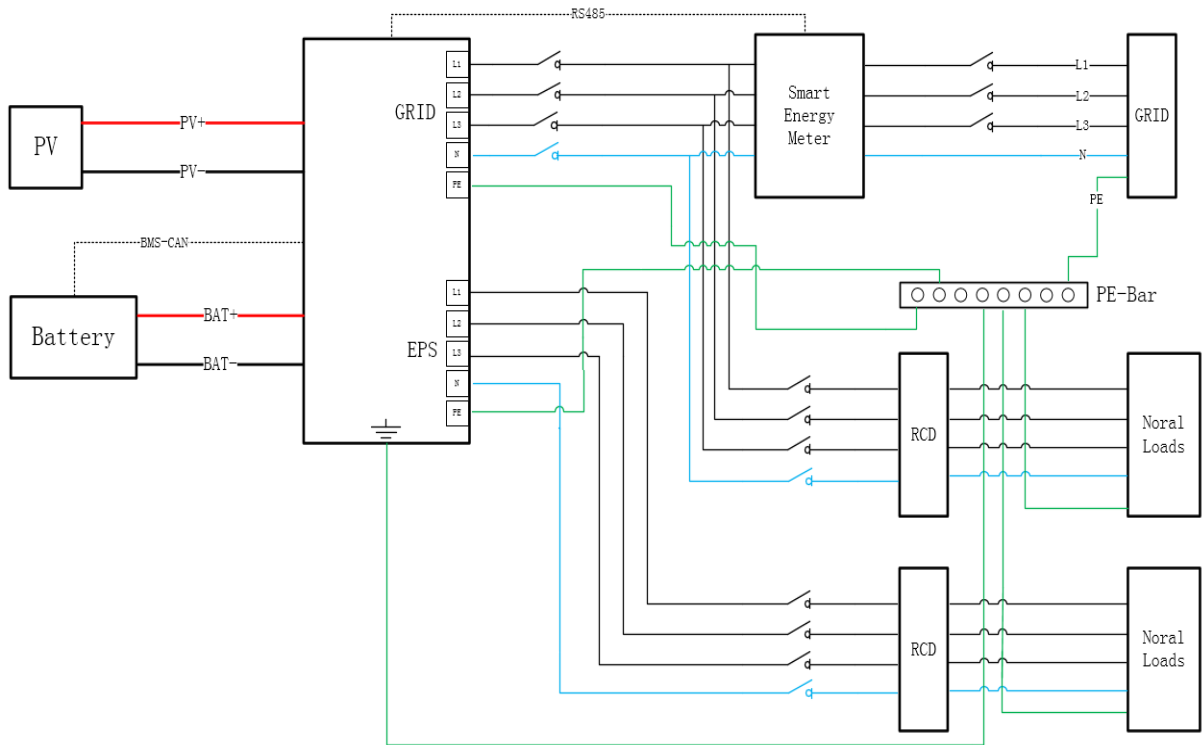 RS485
PV
PV+
PV-
BMS-CAN
Battery
BAT+
BAT-
GRID
L1
L2
L3
N
PE
EPS
L1
L2
L3
N
PE
Smart
Energy
Meter
L1
L2
L3
N
PE
GRID
PE-Bar
RCD
Noral
Loads
RCD
Noral
Loads